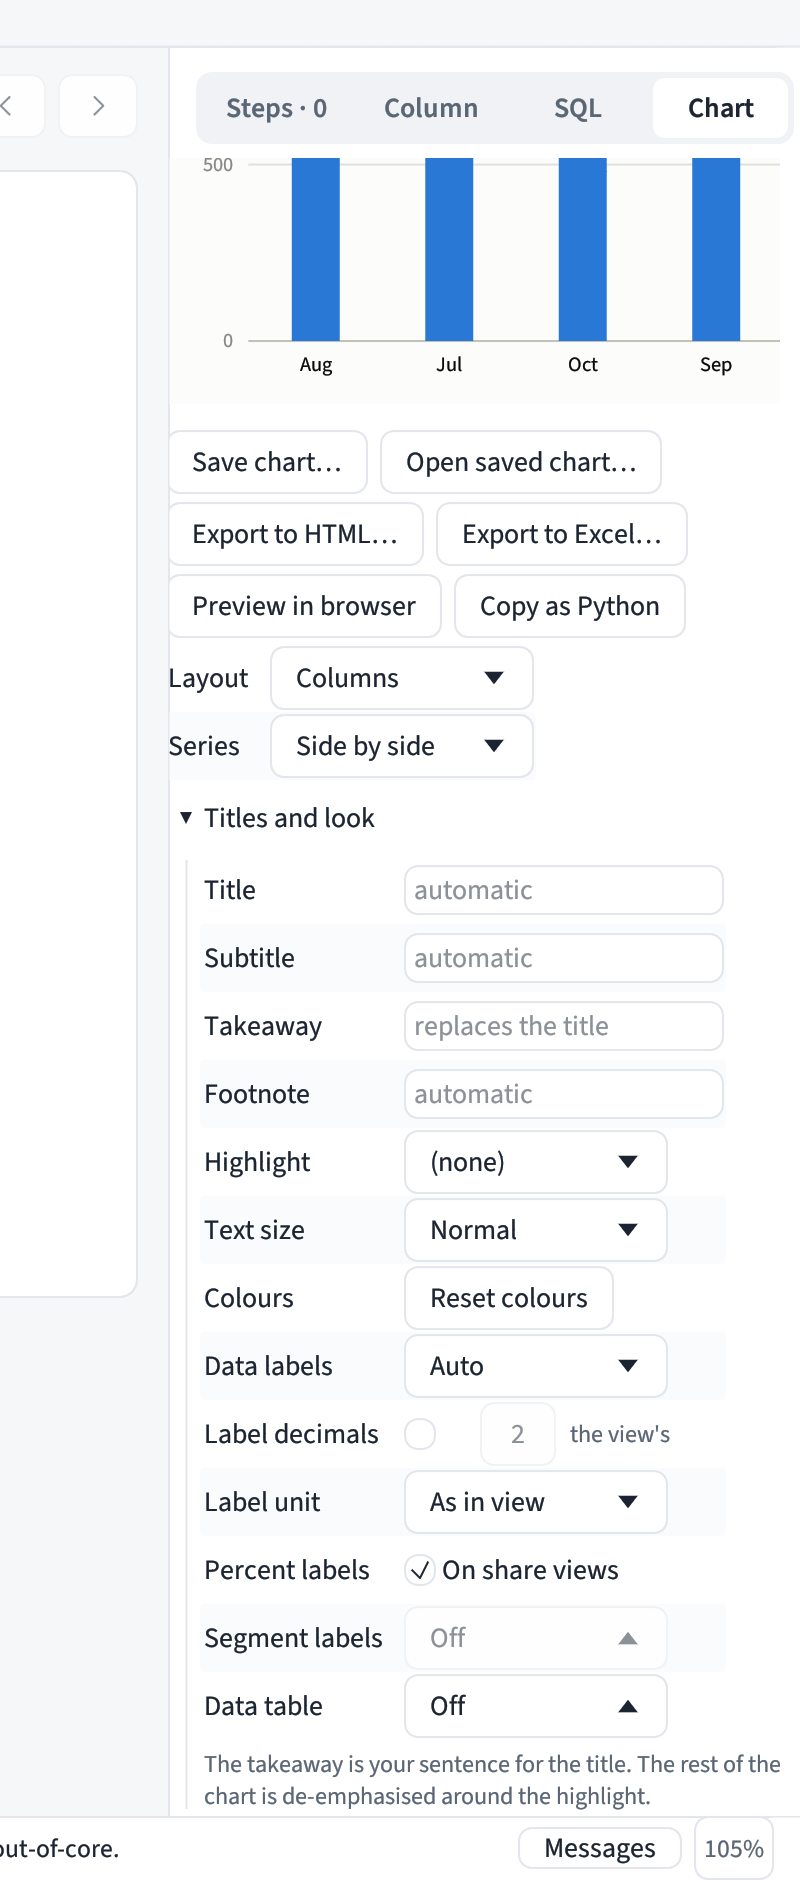 Steps · 0 Column SQL Chart
500
0
Aug Jul Oct Sep
Save chart… Open saved chart…
Export to HTML… Export to Excel…
Preview in browser Copy as Python
Layout Columns
Series Side by side
Titles and look
Title automatic
Subtitle automatic
Takeaway replaces the title
Footnote automatic
Highlight (none)
Text size Normal
Colours Reset colours
Data labels Auto
Label decimals 2 the view's
Label unit As in view
Percent labels On share views
Segment labels Off
Data table Off
The takeaway is your sentence for the title. The rest of the
chart is de-emphasised around the highlight.
out-of-core. Messages 105%